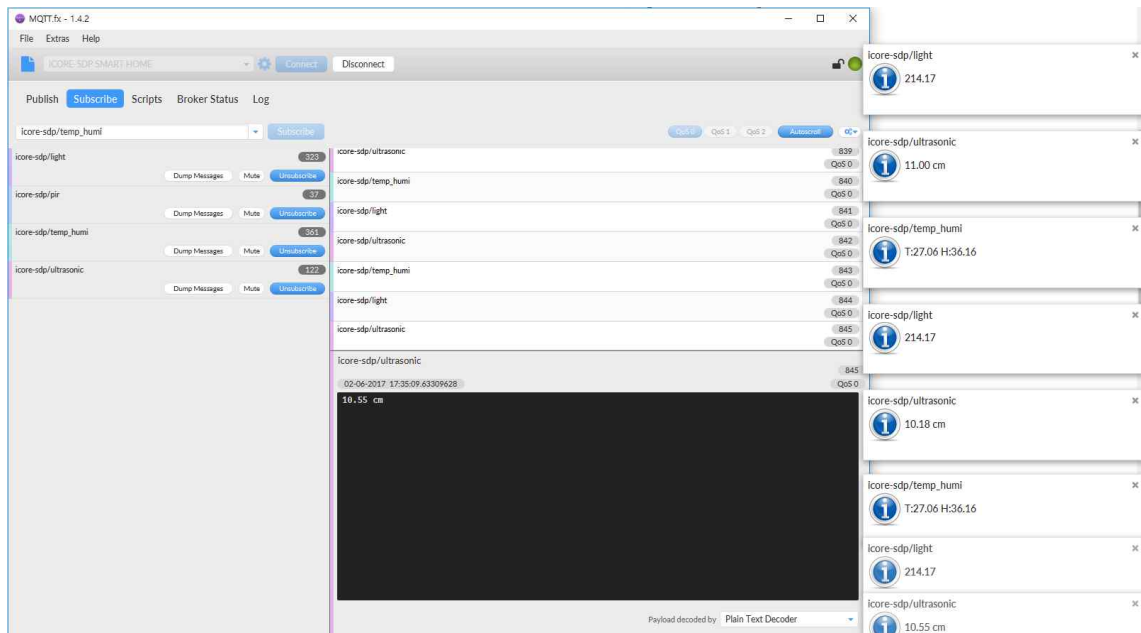 MQTT.fx - 1.4.2
File Extras Help
ICORE-SDP SMART HOME Connect Disconnect
Publish Subscribe Scripts Broker Status Log
icore-sdp/temp_humi Subscribe
QoS 0 QoS 1 QoS 2 Autoscroll
icore-sdp/light 323
Dump Messages Mute Unsubscribe
icore-sdp/pir 37
Dump Messages Mute Unsubscribe
icore-sdp/temp_humi 361
Dump Messages Mute Unsubscribe
icore-sdp/ultrasonic 122
Dump Messages Mute Unsubscribe
icore-sdp/ultrasonic 839
QoS 0
icore-sdp/temp_humi 840
QoS 0
icore-sdp/light 841
QoS 0
icore-sdp/ultrasonic 842
QoS 0
icore-sdp/temp_humi 843
QoS 0
icore-sdp/light 844
QoS 0
icore-sdp/ultrasonic 845
QoS 0
icore-sdp/ultrasonic
845
02-06-2017 17:35:09.63309628 QoS 0
10.55 cm
Payload decoded by Plain Text Decoder
icore-sdp/light
214.17
icore-sdp/ultrasonic
11.00 cm
icore-sdp/temp_humi
T:27.06 H:36.16
icore-sdp/light
214.17
icore-sdp/ultrasonic
10.18 cm
icore-sdp/temp_humi
T:27.06 H:36.16
icore-sdp/light
214.17
icore-sdp/ultrasonic
10.55 cm